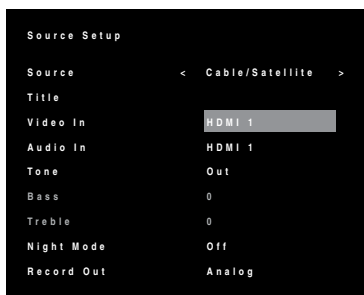 Source Setup
Source < Cable/Satellite >
Title
Video In HDMI 1
Audio In HDMI 1
Tone Out
Bass 0
Treble 0
Night Mode Off
Record Out Analog